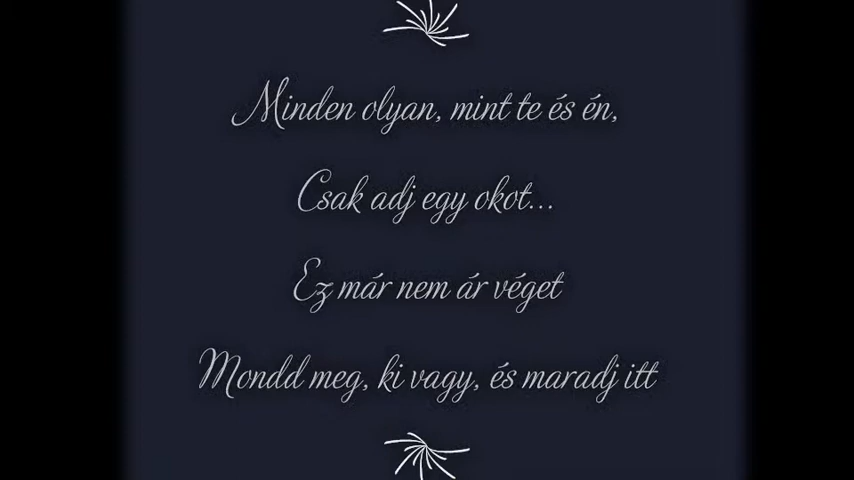 Minden olyan, mint te és én,
Csak adj egy okot...
Ez már nem ár véget
Mondd meg, ki vagy, és maradj itt